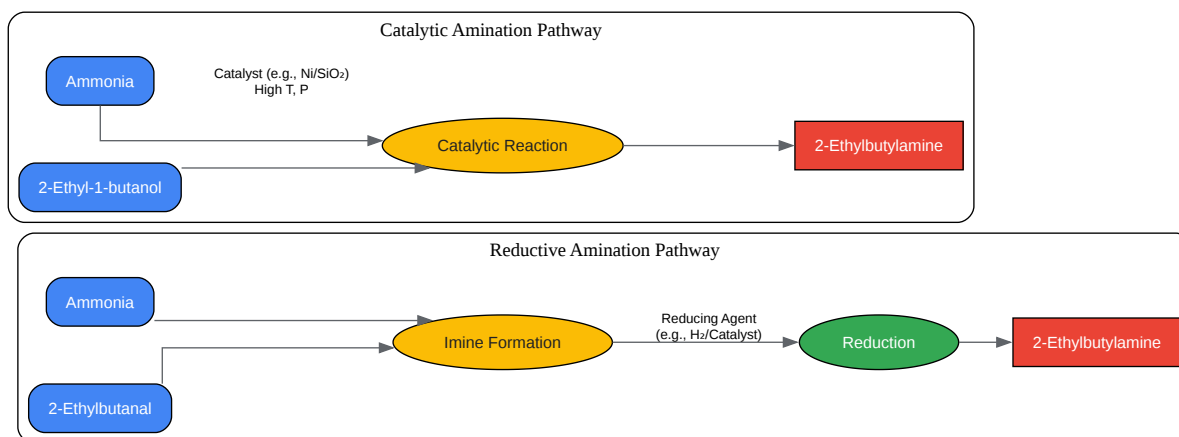 Catalytic Amination Pathway
Ammonia
Catalyst (e.g., Ni/SiO₂)
High T, P
Catalytic Reaction
2-Ethylbutylamine
2-Ethyl-1-butanol
Reductive Amination Pathway
Ammonia
Reducing Agent
(e.g., H₂/Catalyst)
Imine Formation
Reduction
2-Ethylbutylamine
2-Ethylbutanal